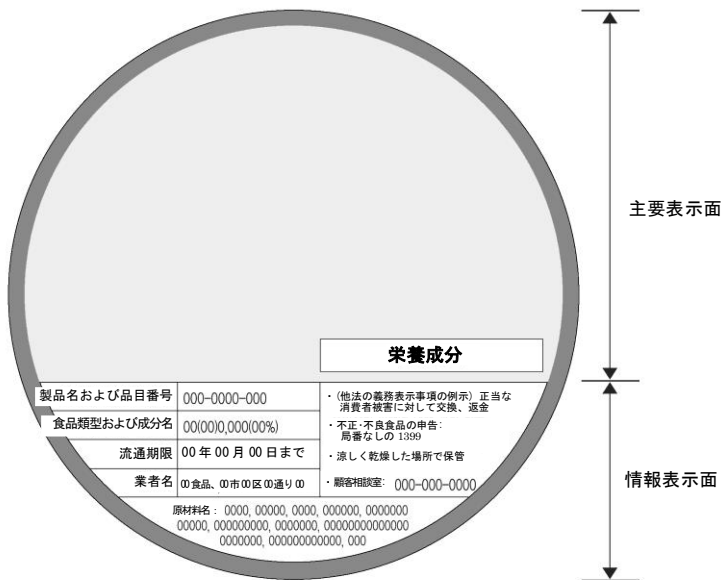 主要表示面
栄養成分
製品名および品目番号
000-0000-000
食品類型および成分名
00(00)0,000(00%)
流通期限
00 年 00 月 00 日まで
業者名
00食品、00市00区00通り00
・(他法の義務表示事項の例示) 正当な
消費者被害に対して交換、返金
・不正·不良食品の申告:
局番なしの 1399
・涼しく乾燥した場所で保管
・顧客相談室: 000-000-0000
情報表示面
原材料名: 0000, 00000, 0000, 000000, 0000000
00000, 000000000, 0000000, 00000000000000
0000000, 000000000000, 000